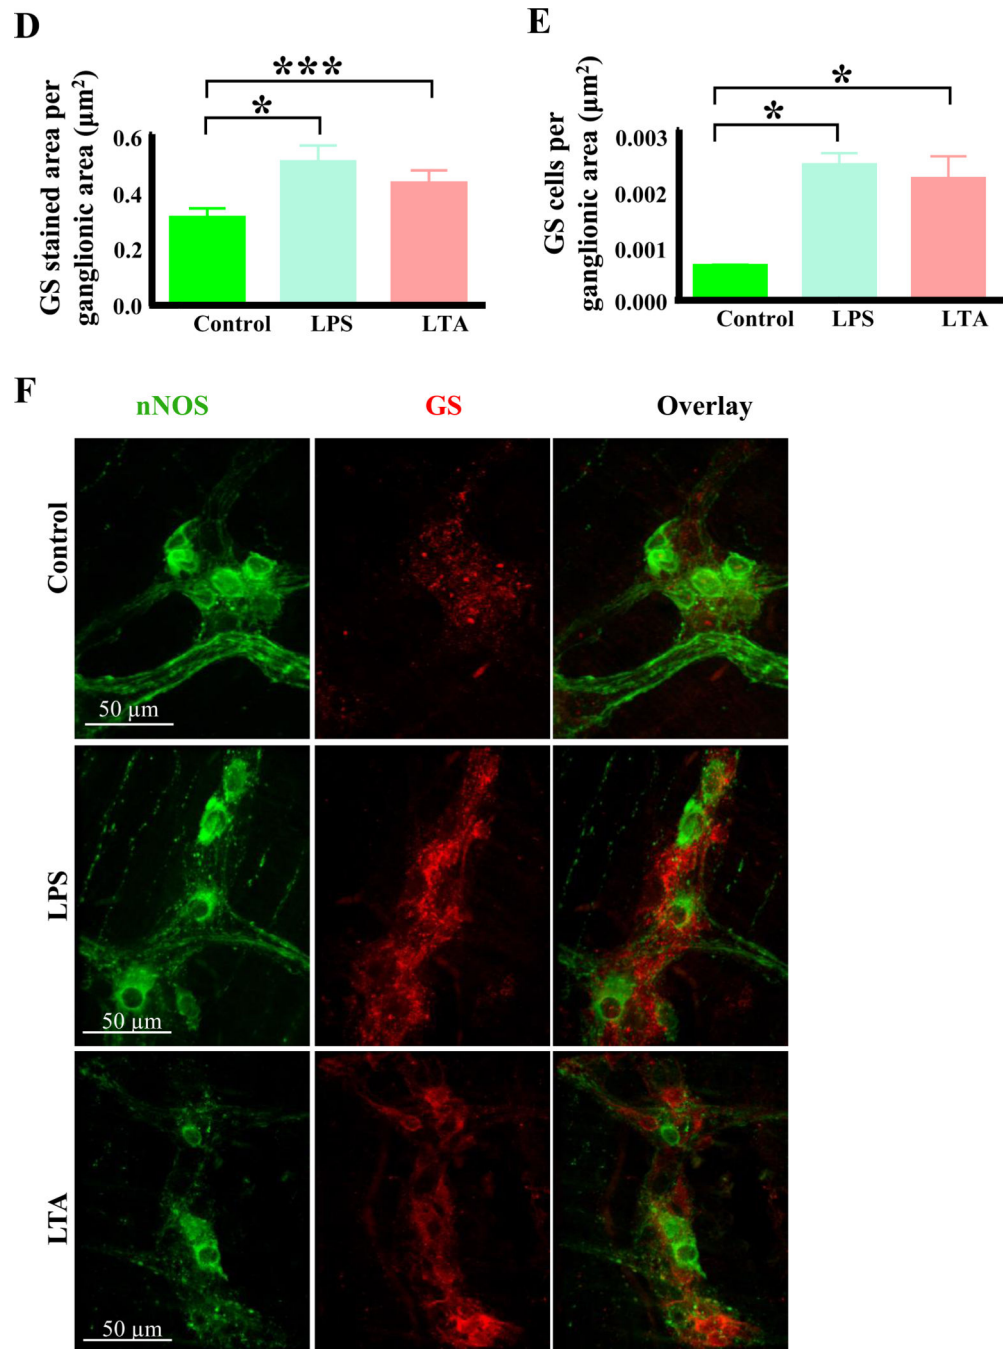 D
***
*
GS stained area per
ganglionic area (µm²)
0.6
0.4
0.2
0.0
Control LPS LTA
E
*
*
GS cells per
ganglionic area (µm²)
0.003
0.002
0.001
0.000
Control LPS LTA
F
nNOS GS Overlay
Control
50 µm
LPS
50 µm
LTA
50 µm